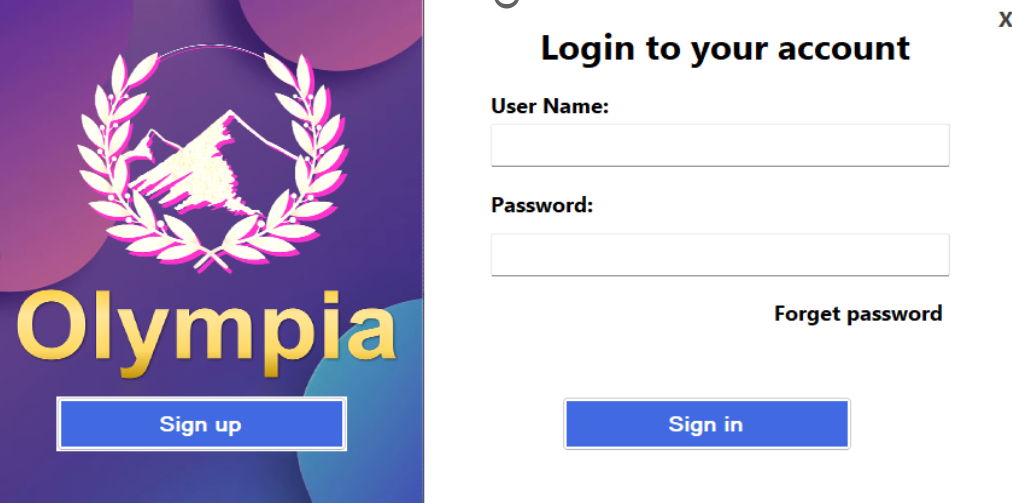 Olympia
Sign up
X
Login to your account
User Name:
Password:
Forget password
Sign in